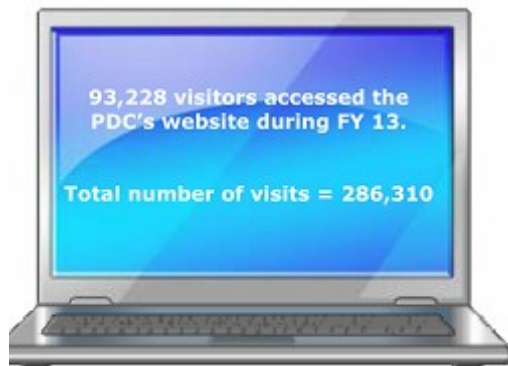 93,228 visitors accessed the
PDC's website during FY 13.
Total number of visits = 286,310